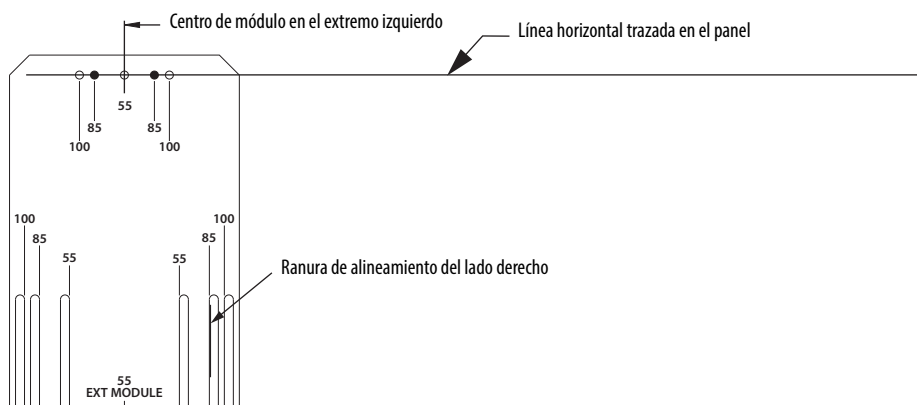 Centro de módulo en el extremo izquierdo
Línea horizontal trazada en el panel
55
85 85
100 100
100 100
85 85
55 55
Ranura de alineamiento del lado derecho
55
EXT MODULE